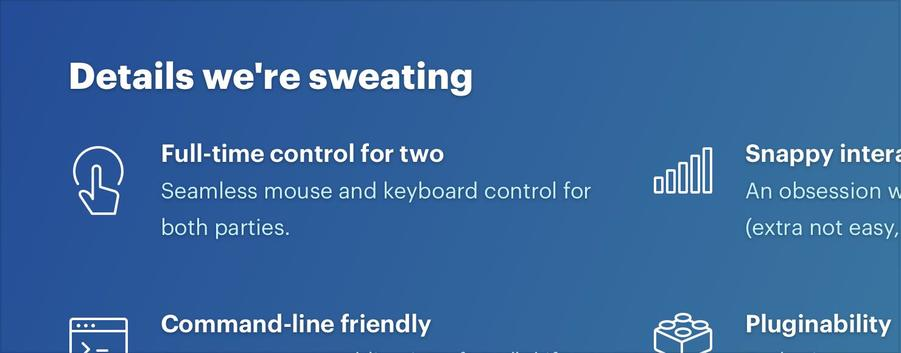 Details we're sweating
Full-time control for two
Seamless mouse and keyboard control for
both parties.
Snappy
An obsession
(extra not easy,
Command-line friendly
Pluginability